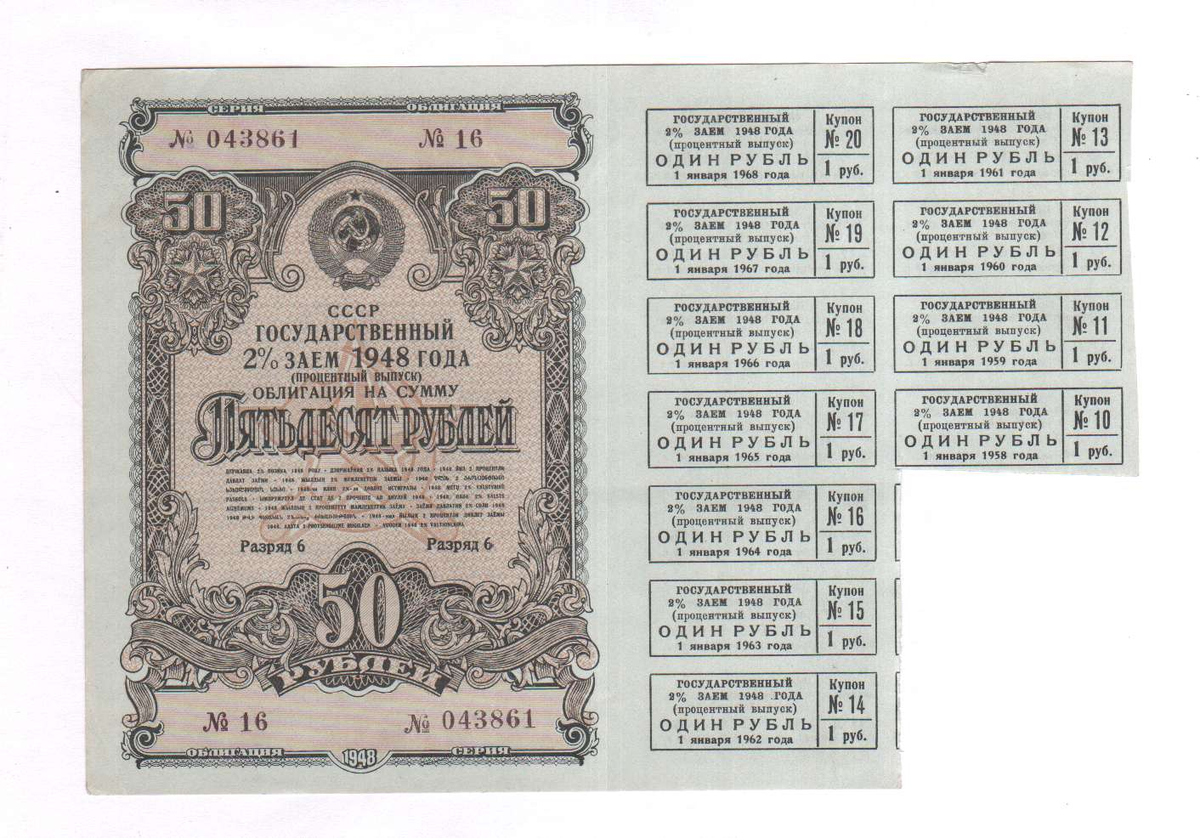 СЕРИЯ ОБЛИГАЦИЯ
№ 043861 № 16
50 50
СССР
ГОСУДАРСТВЕННЫЙ
2% ЗАЕМ 1948 ГОДА
(ПРОЦЕНТНЫЙ ВЫПУСК)
ОБЛИГАЦИЯ НА СУММУ
ПЯТЬДЕСЯТ РУБЛЕЙ
Разряд 6 Разряд 6
50
РУБЛЕЙ
№ 16 № 043861
ОБЛИГАЦИЯ 1948 СЕРИЯ
ГОСУДАРСТВЕННЫЙ
2% ЗАЕМ 1948 ГОДА
(процентный выпуск)
ОДИН РУБЛЬ
1 января 1968 года
Купон
№ 20
1 руб.
ГОСУДАРСТВЕННЫЙ
2% ЗАЕМ 1948 ГОДА
(процентный выпуск)
ОДИН РУБЛЬ
1 января 1961 года
Купон
№ 13
1 руб.
ГОСУДАРСТВЕННЫЙ
2% ЗАЕМ 1948 ГОДА
(процентный выпуск)
ОДИН РУБЛЬ
1 января 1967 года
Купон
№ 19
1 руб.
ГОСУДАРСТВЕННЫЙ
2% ЗАЕМ 1948 ГОДА
(процентный выпуск)
ОДИН РУБЛЬ
1 января 1960 года
Купон
№ 12
1 руб.
ГОСУДАРСТВЕННЫЙ
2% ЗАЕМ 1948 ГОДА
(процентный выпуск)
ОДИН РУБЛЬ
1 января 1966 года
Купон
№ 18
1 руб.
ГОСУДАРСТВЕННЫЙ
2% ЗАЕМ 1948 ГОДА
(процентный выпуск)
ОДИН РУБЛЬ
1 января 1959 года
Купон
№ 11
1 руб.
ГОСУДАРСТВЕННЫЙ
2% ЗАЕМ 1948 ГОДА
(процентный выпуск)
ОДИН РУБЛЬ
1 января 1965 года
Купон
№ 17
1 руб.
ГОСУДАРСТВЕННЫЙ
2% ЗАЕМ 1948 ГОДА
(процентный выпуск)
ОДИН РУБЛЬ
1 января 1958 года
Купон
№ 10
1 руб.
ГОСУДАРСТВЕННЫЙ
2% ЗАЕМ 1948 ГОДА
(процентный выпуск)
ОДИН РУБЛЬ
1 января 1964 года
Купон
№ 16
1 руб.
ГОСУДАРСТВЕННЫЙ
2% ЗАЕМ 1948 ГОДА
(процентный выпуск)
ОДИН РУБЛЬ
1 января 1963 года
Купон
№ 15
1 руб.
ГОСУДАРСТВЕННЫЙ
2% ЗАЕМ 1948 ГОДА
(процентный выпуск)
ОДИН РУБЛЬ
1 января 1962 года
Купон
№ 14
1 руб.